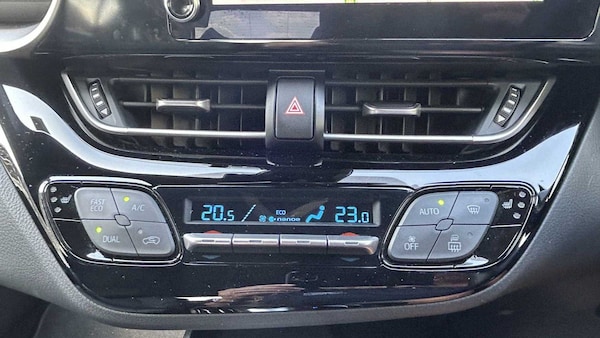 FAST
ECO
A/C
DUAL
20.5
ECO
nanoe
23.0
AUTO
OFF